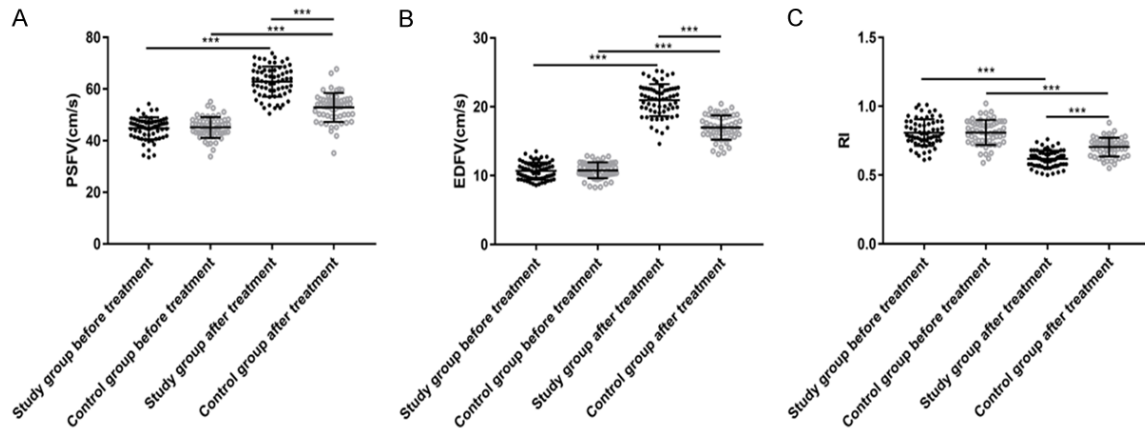 A
PSFV(cm/s)
80
60
40
20
0
***
***
***
Study group before treatment
Control group before treatment
Study group after treatment
Control group after treatment
B
EDFV(cm/s)
30
20
10
0
***
***
***
Study group before treatment
Control group before treatment
Study group after treatment
Control group after treatment
C
RI
1.5
1.0
0.5
0.0
***
***
***
Study group before treatment
Control group before treatment
Study group after treatment
Control group after treatment